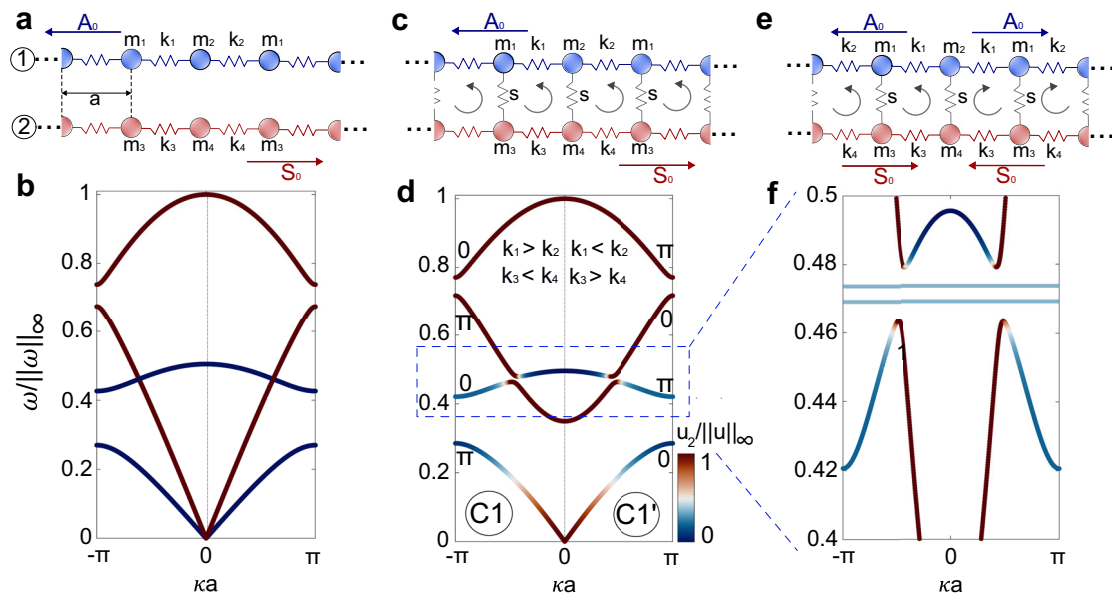 a
A₀
m₁ k₁ m₂ k₂ m₁
1
a
2
m₃ k₃ m₄ k₄ m₃
S₀
b
1
0.8
0.6
0.4
0.2
0
-π 0 π
κa
ω/||ω||∞
c
A₀
m₁ k₁ m₂ k₂ m₁
s s s
m₃ k₃ m₄ k₄ m₃
S₀
d
1
0.8
0.6
0.4
0.2
0
0 k₁ > k₂ k₁ < k₂ π
k₃ < k₄ k₃ > k₄
π 0
0 π
π 0
C1 C1'
u₂/||u||∞
1
0
-π 0 π
κa
e
A₀ A₀
k₂ m₁ k₁ m₂ k₁ m₁ k₂
s s s
k₄ m₃ k₃ m₄ k₃ m₃ k₄
S₀ S₀
f
0.5
0.48
0.46
0.44
0.42
0.4
1
-π 0 π
κa